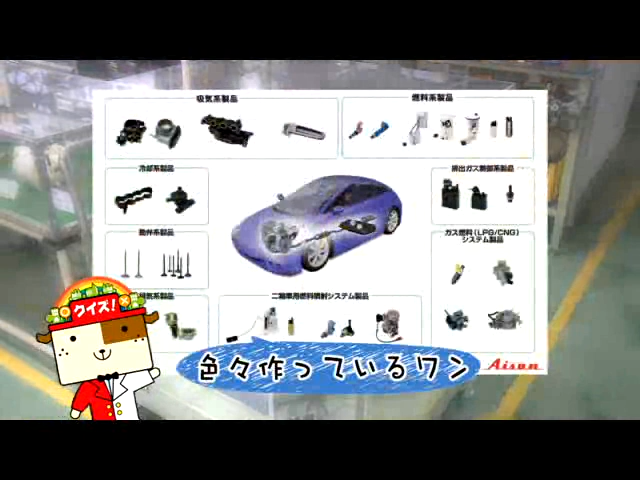 吸気系製品
燃料系製品
冷却系製品
排出ガス制御系製品
動弁系製品
ガス燃料（LPG/CNG）
システム製品
二輪車用燃料噴射システム製品
クイズ!
色々作っているワン
Aisan